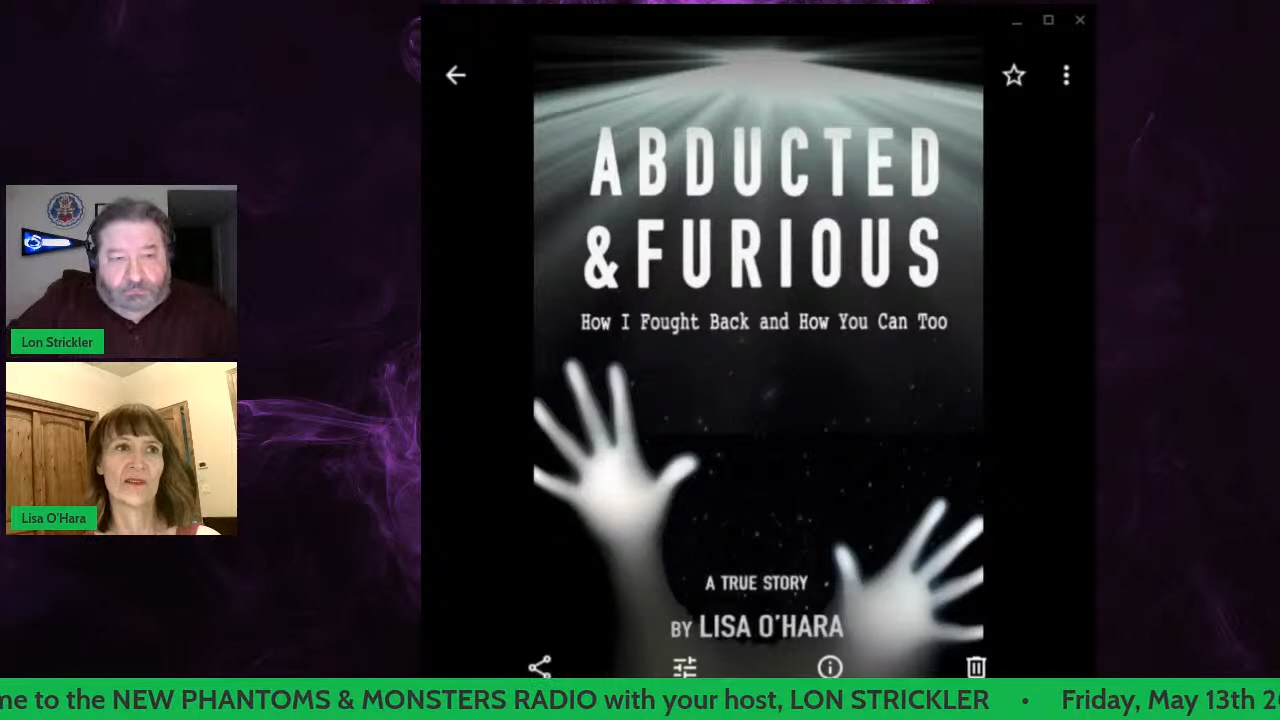 ABDUCTED
& FURIOUS
How I Fought Back and How You Can Too
A TRUE STORY
BY LISA O'HARA
Lon Strickler
Lisa O'Hara
me to the NEW PHANTOMS & MONSTERS RADIO with your host, LON STRICKLER • Friday, May 13th 2